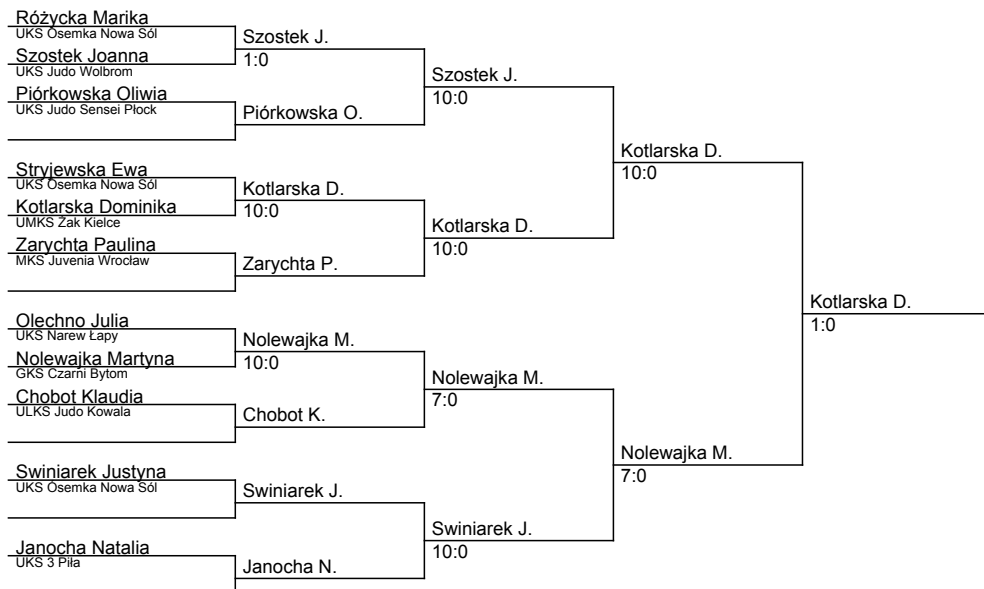 Różycka Marika
UKS Ósemka Nowa Sól
Szostek Joanna
UKS Judo Wolbrom
Piórkowska Oliwia
UKS Judo Sensei Płock
Stryjewska Ewa
UKS Ósemka Nowa Sól
Kotlarska Dominika
UMKS Żak Kielce
Zarychta Paulina
MKS Juvenia Wrocław
Olechno Julia
UKS Narew Łapy
Nolewajka Martyna
GKS Czarni Bytom
Chobot Klaudia
ULKS Judo Kowala
Swiniarek Justyna
UKS Ósemka Nowa Sól
Janocha Natalia
UKS 3 Piła
Szostek J.
1:0
Piórkowska O.
Kotlarska D.
10:0
Zarychta P.
Nolewajka M.
10:0
Chobot K.
Swiniarek J.
Janocha N.
Szostek J.
10:0
Kotlarska D.
10:0
Nolewajka M.
7:0
Swiniarek J.
10:0
Kotlarska D.
10:0
Nolewajka M.
7:0
Kotlarska D.
1:0